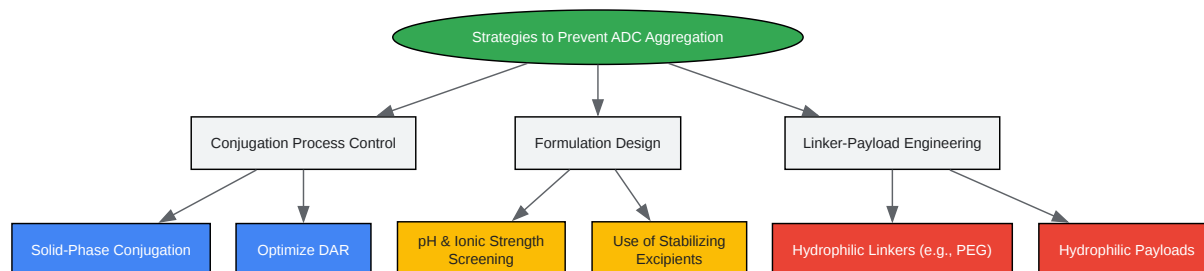 Strategies to Prevent ADC Aggregation
Conjugation Process Control
Formulation Design
Linker-Payload Engineering
Solid-Phase Conjugation
Optimize DAR
pH & Ionic Strength
Screening
Use of Stabilizing
Excipients
Hydrophilic Linkers (e.g., PEG)
Hydrophilic Payloads